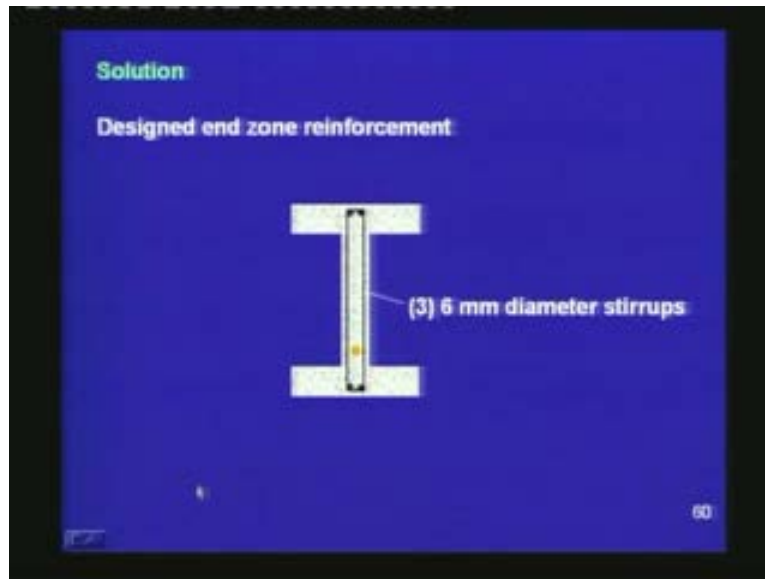 Solution
Designed end zone reinforcement
(3) 6 mm diameter stirrups
60